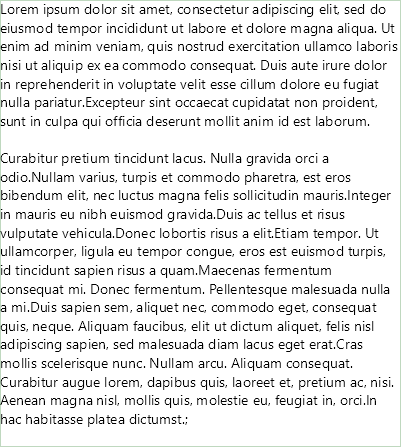 Lorem ipsum dolor sit amet, consectetur adipiscing elit, sed do
eiusmod tempor incididunt ut labore et dolore magna aliqua. Ut
enim ad minim veniam, quis nostrud exercitation ullamco laboris
nisi ut aliquip ex ea commodo consequat. Duis aute irure dolor
in reprehenderit in voluptate velit esse cillum dolore eu fugiat
nulla pariatur.Excepteur sint occaecat cupidatat non proident,
sunt in culpa qui officia deserunt mollit anim id est laborum.

Curabitur pretium tincidunt lacus. Nulla gravida orci a
odio.Nullam varius, turpis et commodo pharetra, est eros
bibendum elit, nec luctus magna felis sollicitudin mauris.Integer
in mauris eu nibh euismod gravida.Duis ac tellus et risus
vulputate vehicula.Donec lobortis risus a elit.Etiam tempor. Ut
ullamcorper, ligula eu tempor congue, eros est euismod turpis,
id tincidunt sapien risus a quam.Maecenas fermentum
consequat mi. Donec fermentum. Pellentesque malesuada nulla
a mi.Duis sapien sem, aliquet nec, commodo eget, consequat
quis, neque. Aliquam faucibus, elit ut dictum aliquet, felis nisl
adipiscing sapien, sed malesuada diam lacus eget erat.Cras
mollis scelerisque nunc. Nullam arcu. Aliquam consequat.
Curabitur augue lorem, dapibus quis, laoreet et, pretium ac, nisi.
Aenean magna nisl, mollis quis, molestie eu, feugiat in, orci.In
hac habitasse platea dictumst.;